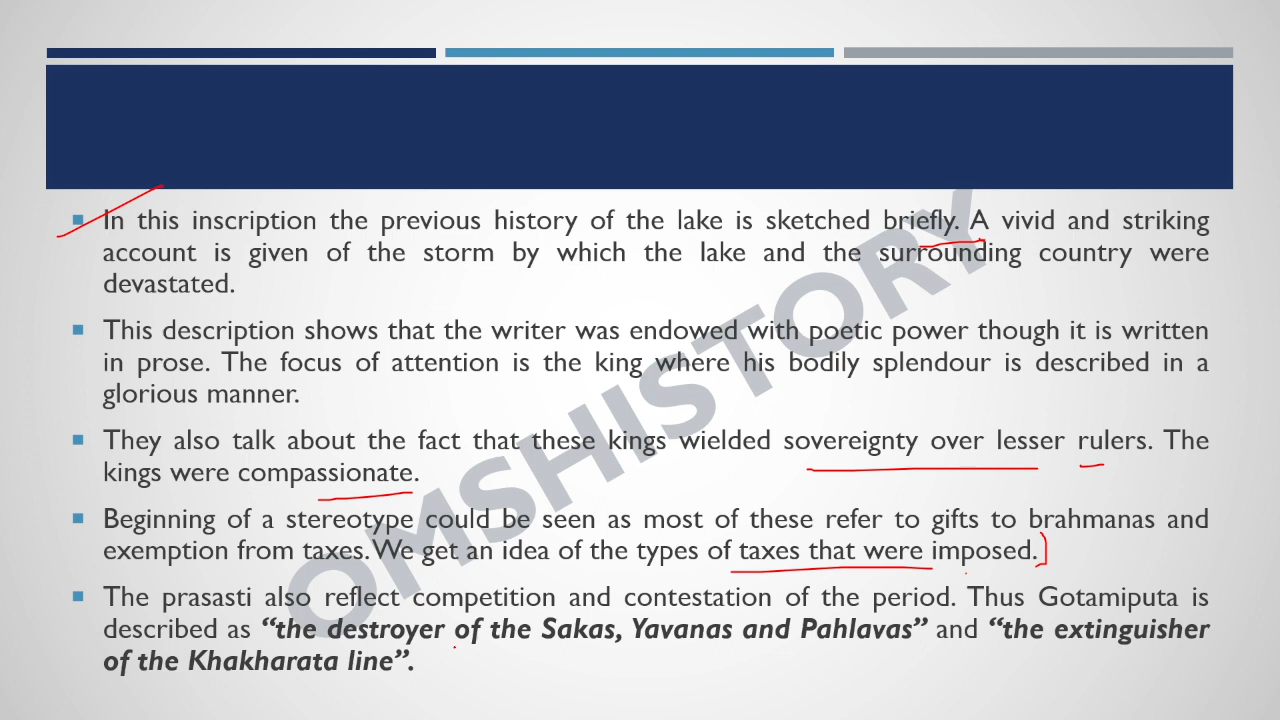 In this inscription the previous history of the lake is sketched briefly. A vivid and striking
account is given of the storm by which the lake and the surrounding country were
devastated.
This description shows that the writer was endowed with poetic power though it is written
in prose. The focus of attention is the king where his bodily splendour is described in a
glorious manner.
They also talk about the fact that these kings wielded sovereignty over lesser rulers. The
kings were compassionate.
Beginning of a stereotype could be seen as most of these refer to gifts to brahmanas and
exemption from taxes. We get an idea of the types of taxes that were imposed.
The prasasti also reflect competition and contestation of the period. Thus Gotamiputa is
described as “the destroyer of the Sakas, Yavanas and Pahlavas” and “the extinguisher
of the Khakharata line”.
OMSHISTORY